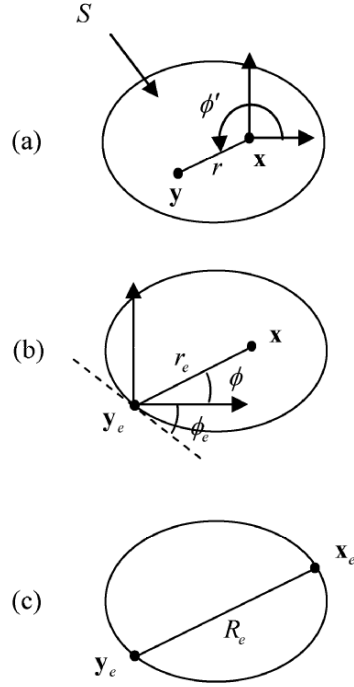 S
(a)
ϕ′
x
r
y
(b)
x
r_e
ϕ
y_e
ϕ_e
(c)
x_e
R_e
y_e